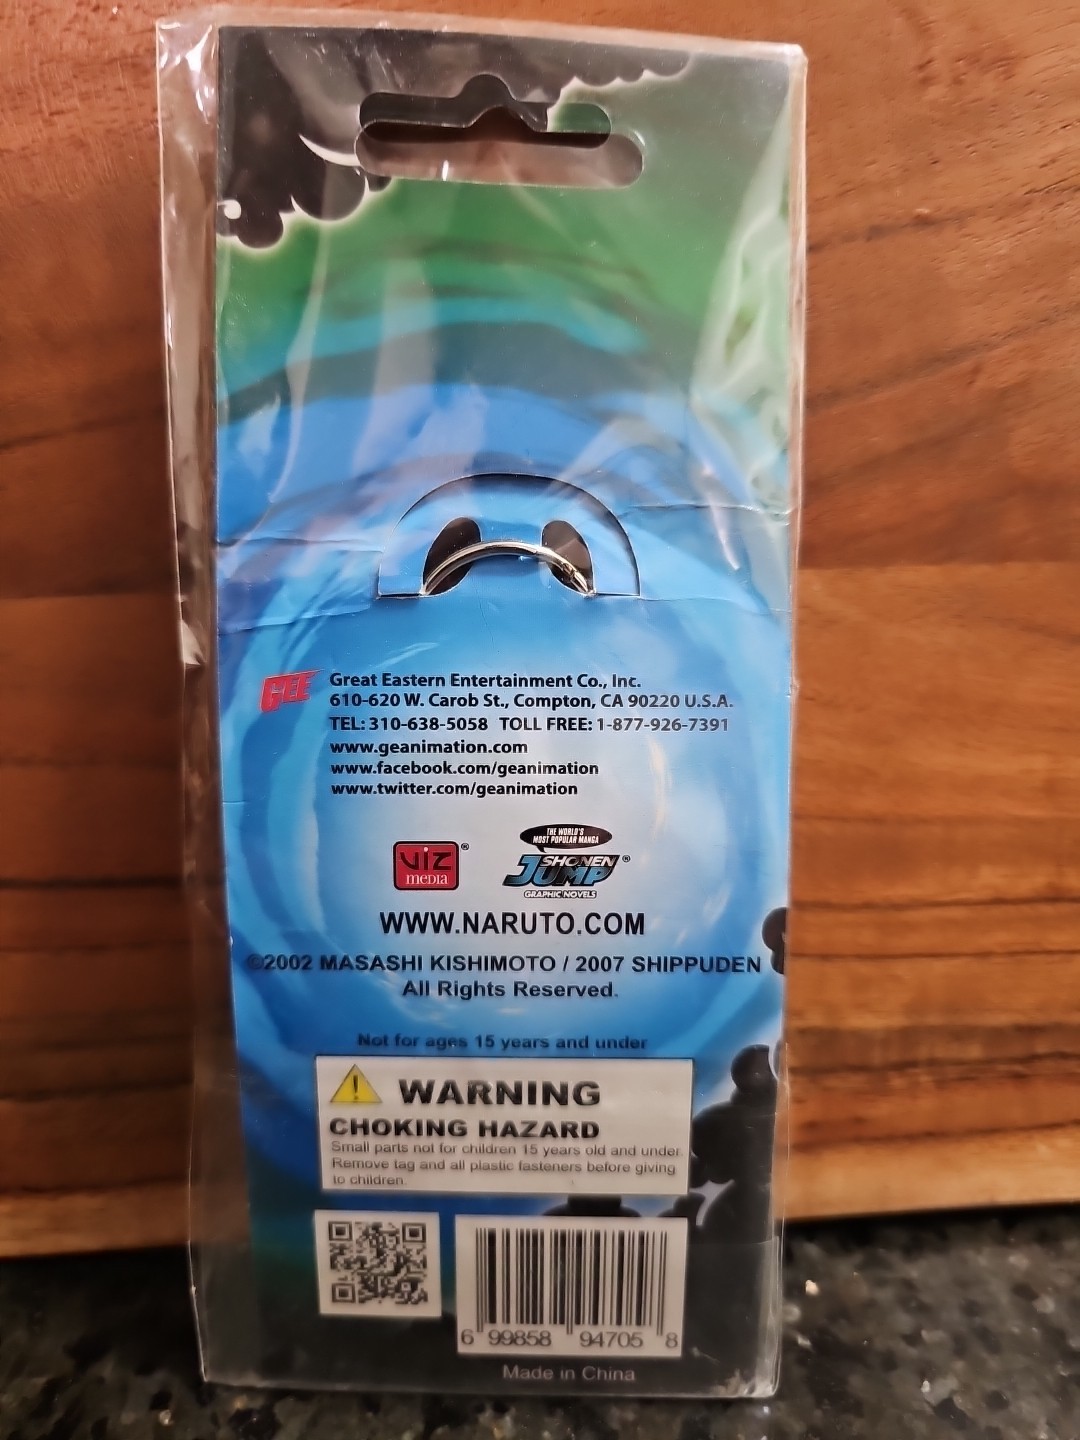 GEE
Great Eastern Entertainment Co., Inc.
610-620 W. Carob St., Compton, CA 90220 U.S.A.
TEL: 310-638-5058 TOLL FREE: 1-877-926-7391
www.geanimation.com
www.facebook.com/geanimation
www.twitter.com/geanimation
THE WORLD'S
MOST POPULAR MANGA
VIZ
MEDIA
®
SHONEN
JUMP
®
GRAPHIC NOVELS
WWW.NARUTO.COM
©2002 MASASHI KISHIMOTO / 2007 SHIPPUDEN
All Rights Reserved.
Not for ages 15 years and under
WARNING
CHOKING HAZARD
Small parts not for children 15 years old and under.
Remove tag and all plastic fasteners before giving
to children.
6 99858 94705 8
Made in China